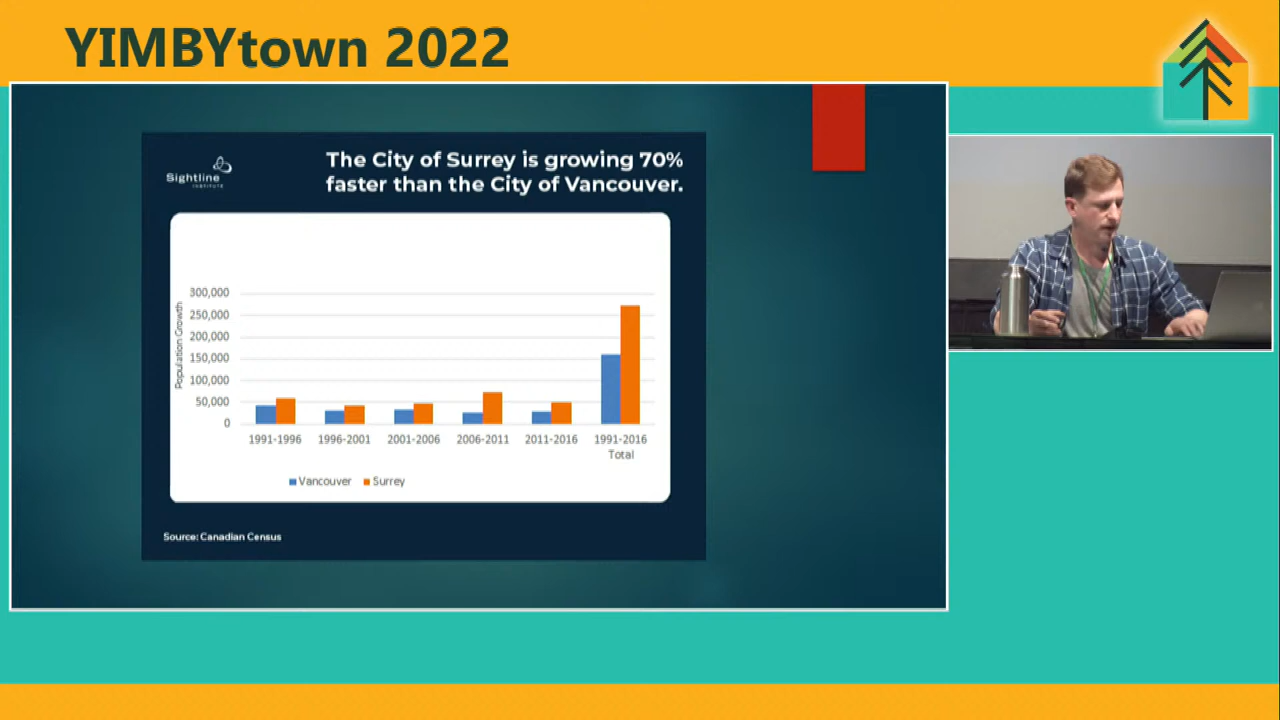 YIMBYtown 2022
Sightline
INSTITUTE
The City of Surrey is growing 70%
faster than the City of Vancouver.
Population Growth
300,000
250,000
200,000
150,000
100,000
50,000
0
1991-1996 1996-2001 2001-2006 2006-2011 2011-2016 1991-2016
Total
Vancouver Surrey
Source: Canadian Census